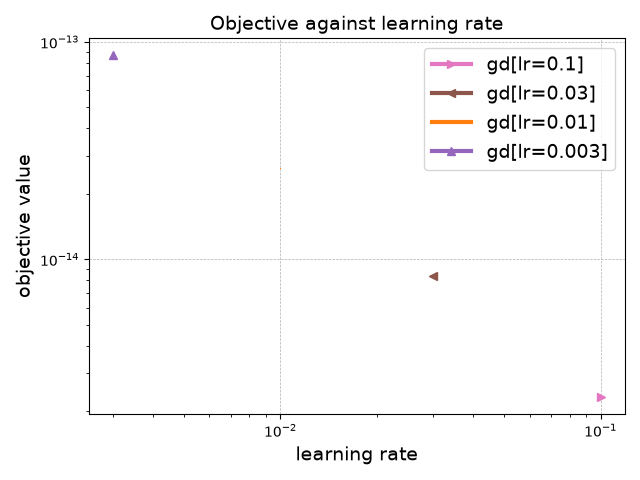 Objective against learning rate
10⁻¹³
10⁻¹⁴
objective value
gd[lr=0.1]
gd[lr=0.03]
gd[lr=0.01]
gd[lr=0.003]
10⁻²
10⁻¹
learning rate